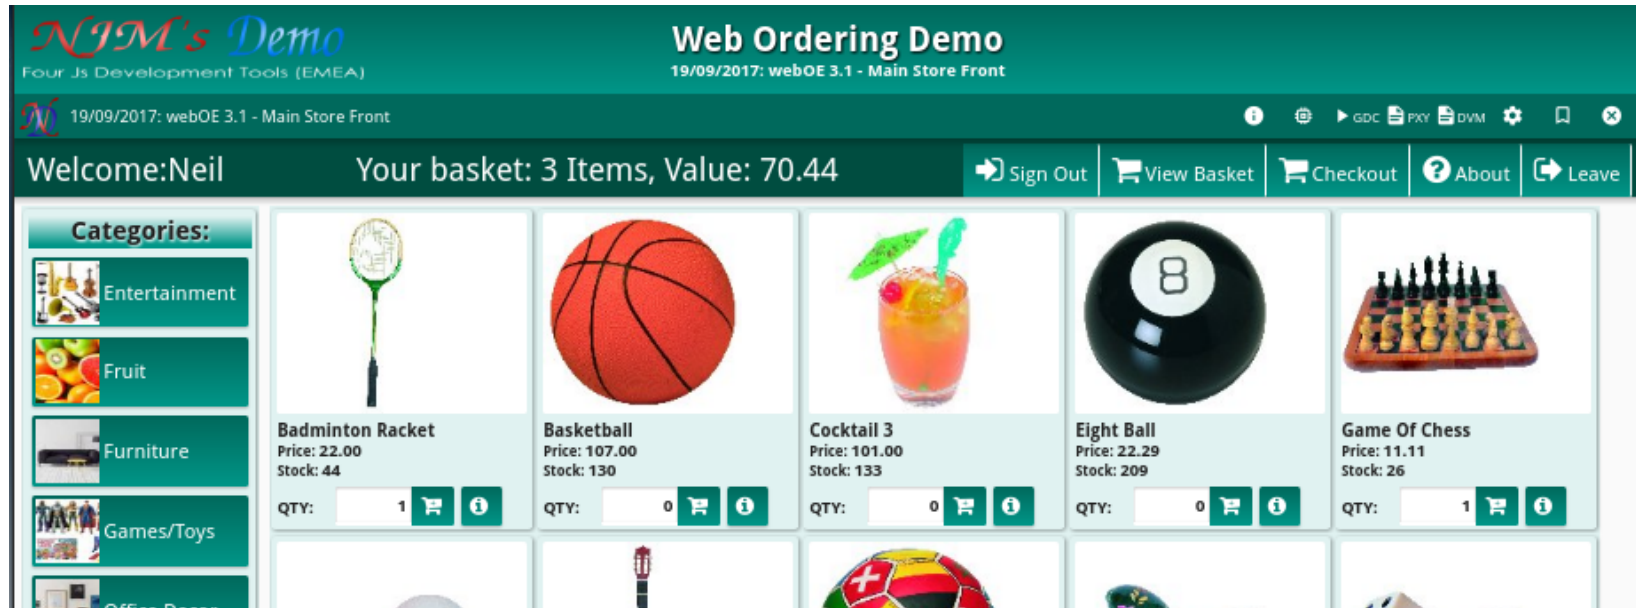 NJM's Demo
Four Js Development Tools (EMEA)
Web Ordering Demo
19/09/2017: webOE 3.1 - Main Store Front
19/09/2017: webOE 3.1 - Main Store Front
GDC PXY DVM
Welcome:Neil
Your basket: 3 Items, Value: 70.44
Sign Out
View Basket
Checkout
About
Leave
Categories:
Entertainment
Fruit
Furniture
Games/Toys
Badminton Racket
Price: 22.00
Stock: 44
QTY: 1
Basketball
Price: 107.00
Stock: 130
QTY: 0
8
Cocktail 3
Price: 101.00
Stock: 133
QTY: 0
Eight Ball
Price: 22.29
Stock: 209
QTY: 0
Game Of Chess
Price: 11.11
Stock: 26
QTY: 1